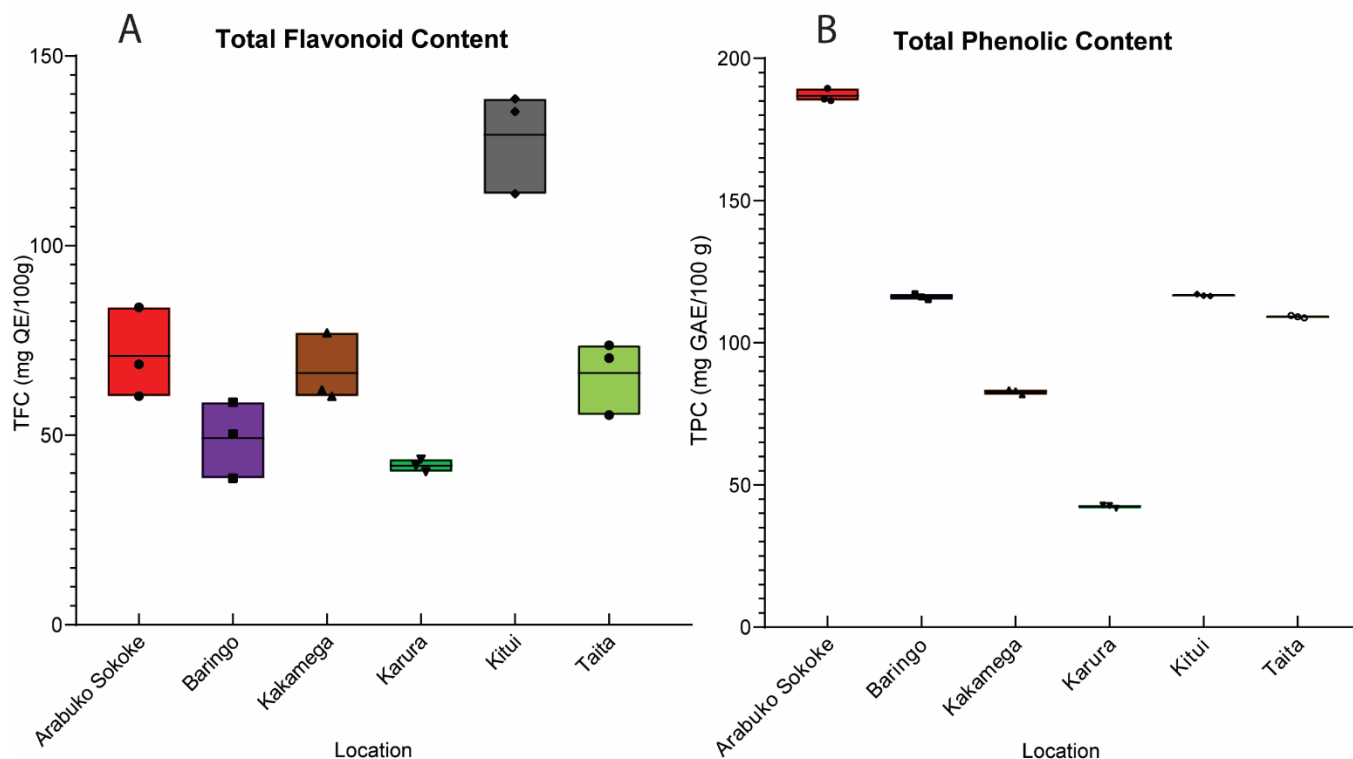 A
Total Flavonoid Content
150
100
50
0
TFC (mg QE/100g)
Arabuko Sokoke
Baringo
Kakamega
Karura
Kitui
Taita
Location
B
Total Phenolic Content
200
150
100
50
0
TPC (mg GAE/100 g)
Arabuko Sokoke
Baringo
Kakamega
Karura
Kitui
Taita
Location